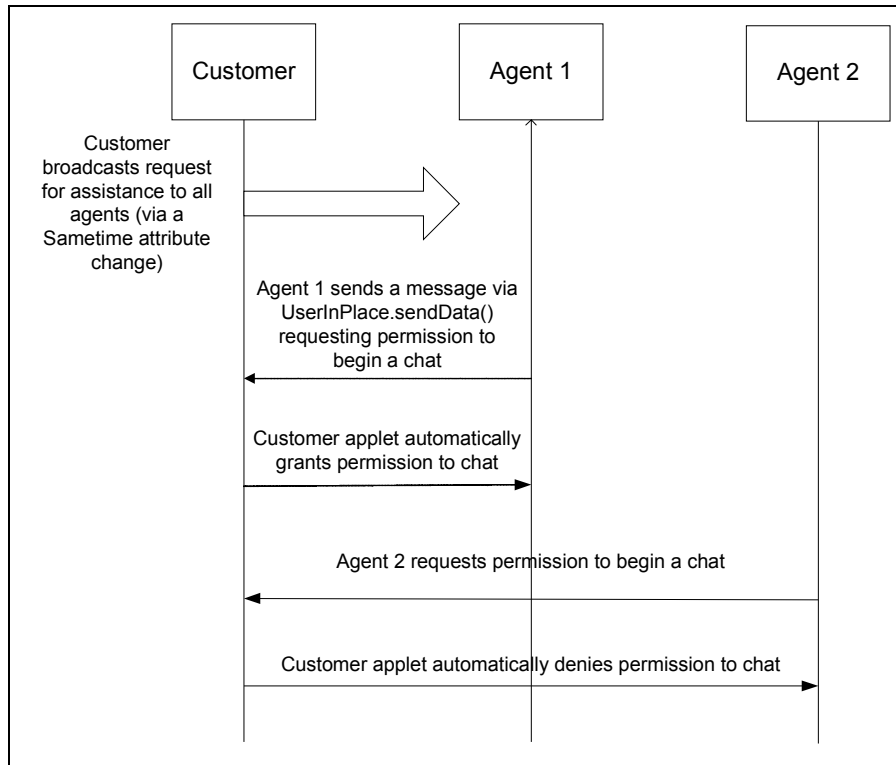 Customer
Agent 1
Agent 2
Customer
broadcasts request
for assistance to all
agents (via a
Sametime attribute
change)
Agent 1 sends a message via
UserInPlace.sendData()
requesting permission to
begin a chat
Customer applet automatically
grants permission to chat
Agent 2 requests permission to begin a chat
Customer applet automatically denies permission to chat